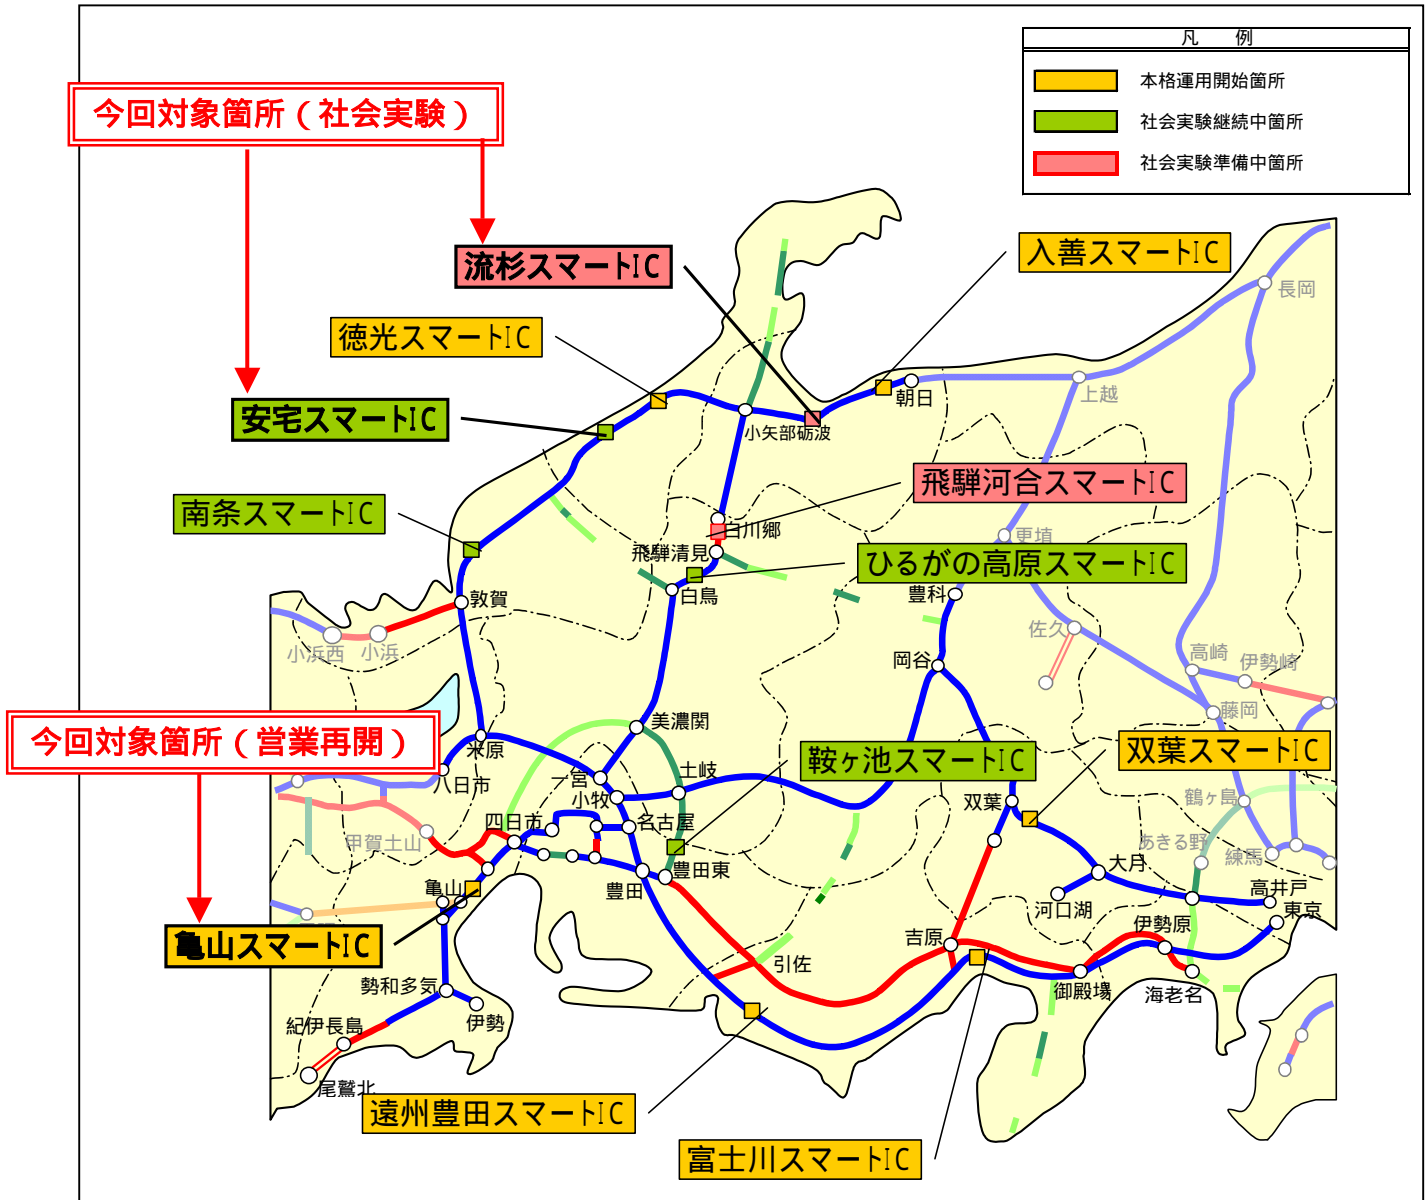 凡　例
本格運用開始箇所
社会実験継続中箇所
社会実験準備中箇所
今回対象箇所（社会実験）
流杉スマートIC
入善スマートIC
長岡
徳光スマートIC
朝日
上越
安宅スマートIC
小矢部砺波
飛騨河合スマートIC
南条スマートIC
白川郷
更埴
飛騨清見
ひるがの高原スマートIC
白鳥
豊科
敦賀
佐久
小浜西
小浜
岡谷
高崎
伊勢崎
藤岡
今回対象箇所（営業再開）
美濃関
米原
双葉スマートIC
鞍ヶ池スマートIC
八日市
一宮
土岐
小牧
双葉
鶴ヶ島
四日市
名古屋
甲賀土山
あきる野
練馬
豊田東
大月
亀山
豊田
河口湖
高井戸
東京
伊勢原
吉原
亀山スマートIC
引佐
勢和多気
御殿場
海老名
伊勢
紀伊長島
尾鷲北
遠州豊田スマートIC
富士川スマートIC